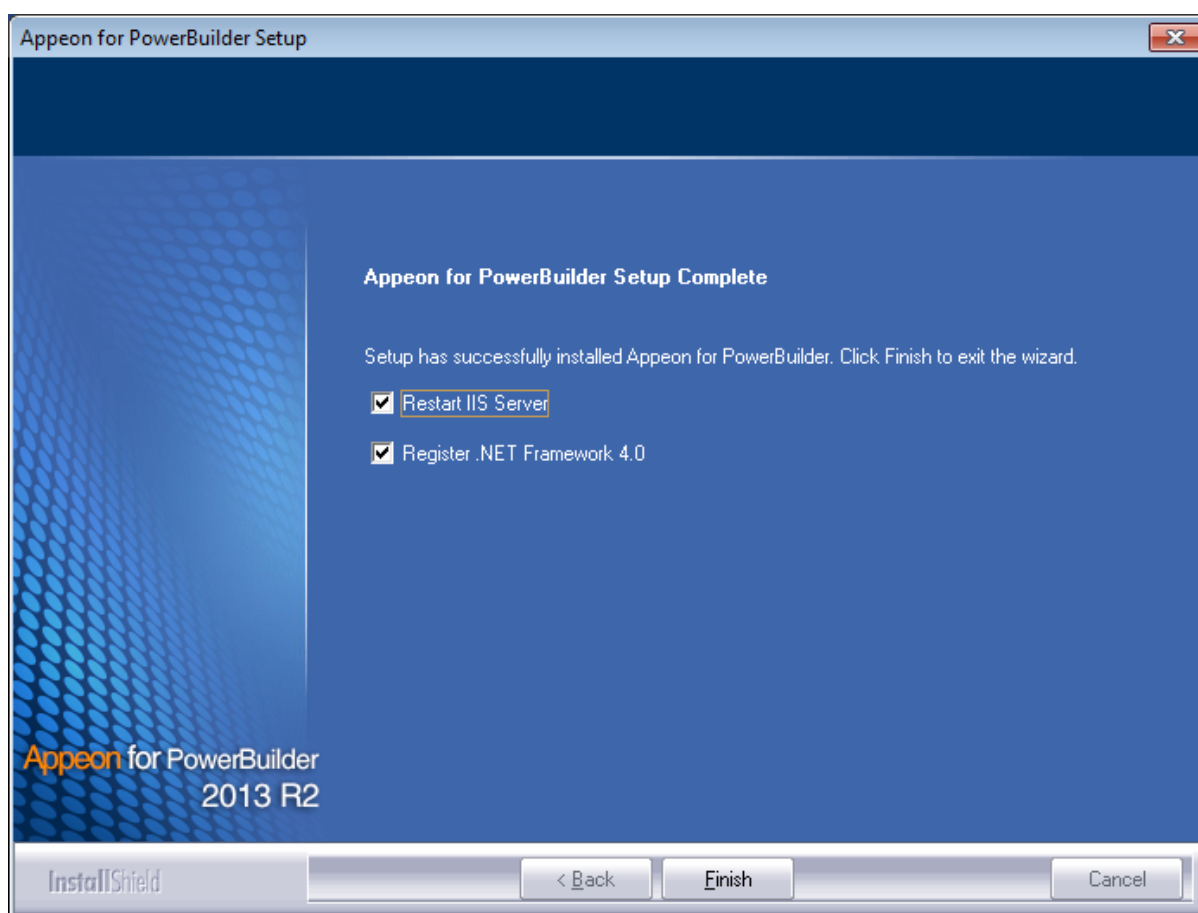 Appeon for PowerBuilder Setup
Appeon for PowerBuilder Setup Complete
Setup has successfully installed Appeon for PowerBuilder. Click Finish to exit the wizard.
Restart IIS Server
Register .NET Framework 4.0
Appeon for PowerBuilder
2013 R2
InstallShield
< Back
Finish
Cancel